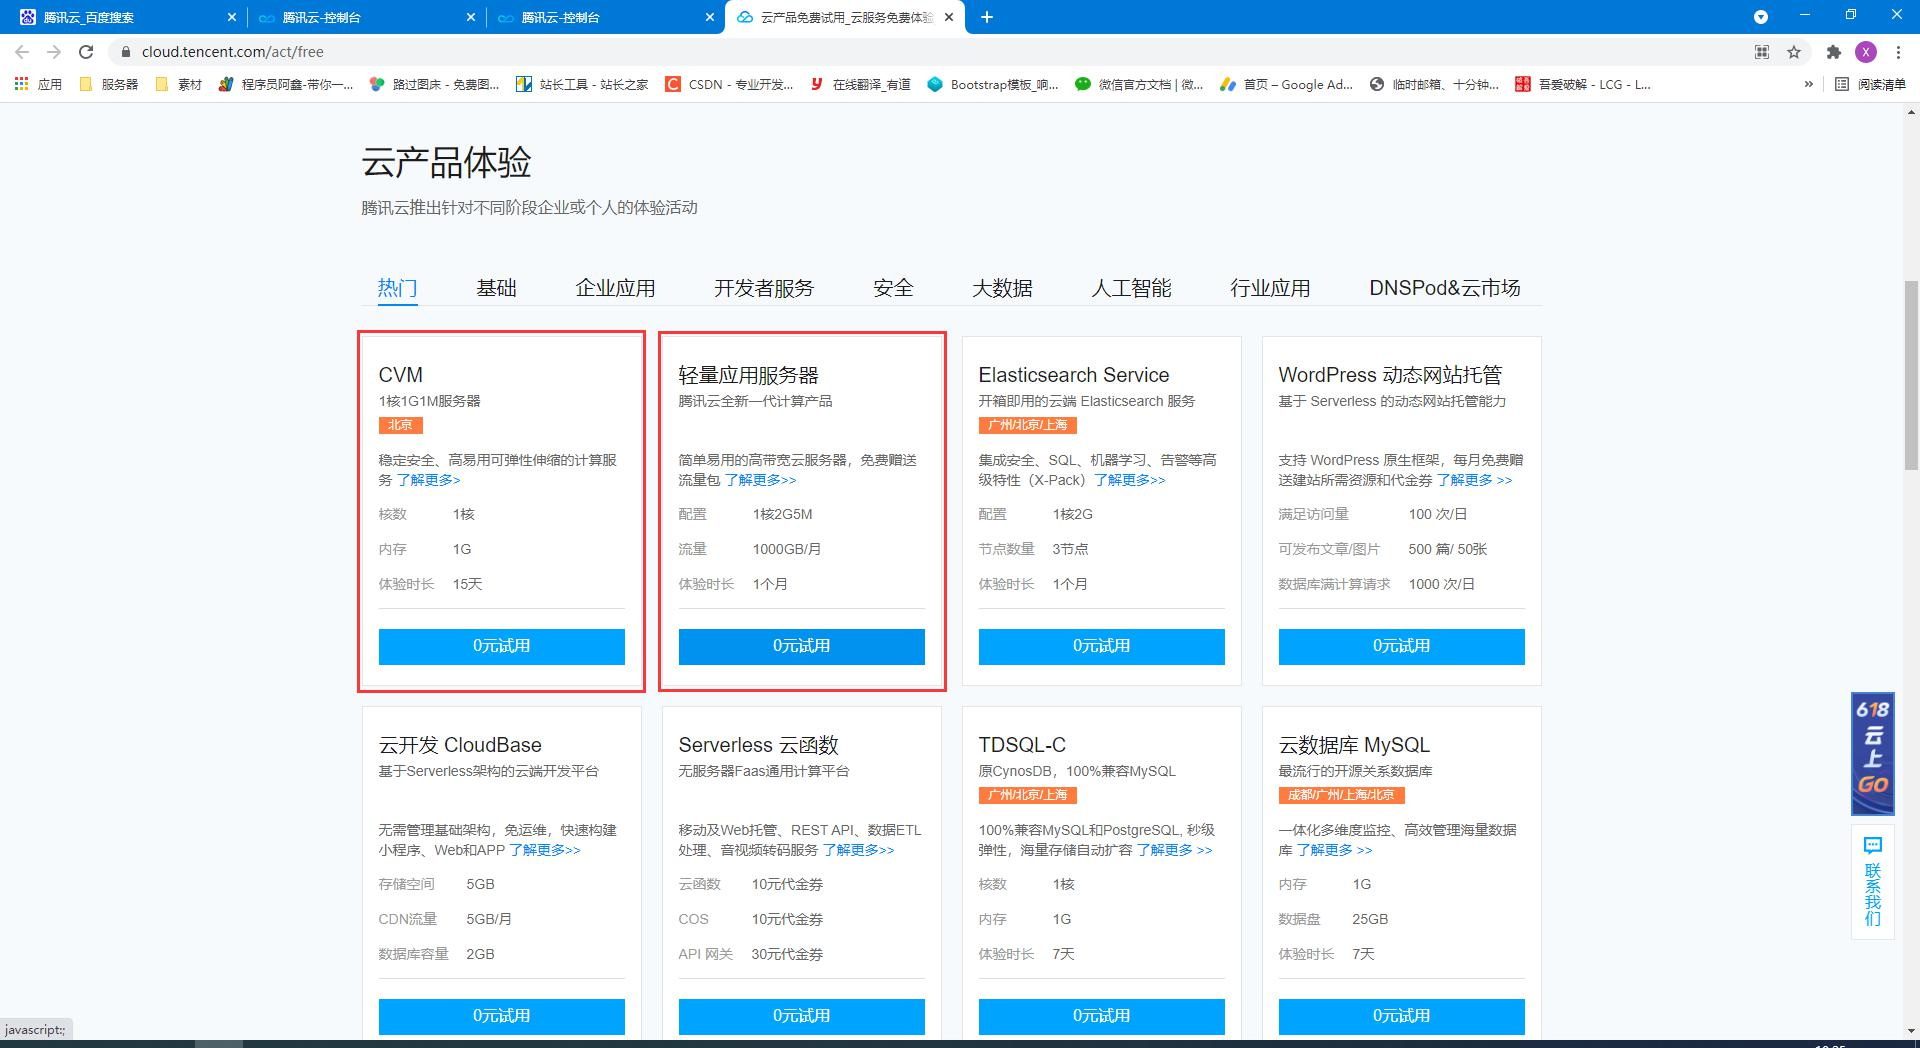 腾讯云_百度搜索
腾讯云-控制台
腾讯云-控制台
云产品免费试用_云服务免费体验
cloud.tencent.com/act/free
X
应用
服务器
素材
程序员阿鑫-带你一...
路过图床 - 免费图...
站长工具 - 站长之家
CSDN - 专业开发...
在线翻译_有道
Bootstrap模板_响...
微信官方文档 | 微...
首页 – Google Ad...
临时邮箱、十分钟...
吾爱破解 - LCG - L...
»
阅读清单
云产品体验
腾讯云推出针对不同阶段企业或个人的体验活动
热门 基础 企业应用 开发者服务 安全 大数据 人工智能 行业应用 DNSPod&云市场
CVM
1核1G1M服务器
北京
稳定安全、高易用可弹性伸缩的计算服
务 了解更多>
核数 1核
内存 1G
体验时长 15天
0元试用
轻量应用服务器
腾讯云全新一代计算产品
简单易用的高带宽云服务器，免费赠送
流量包 了解更多>>
配置 1核2G5M
流量 1000GB/月
体验时长 1个月
0元试用
Elasticsearch Service
开箱即用的云端 Elasticsearch 服务
广州/北京/上海
集成安全、SQL、机器学习、告警等高
级特性（X-Pack）了解更多>>
配置 1核2G
节点数量 3节点
体验时长 1个月
0元试用
WordPress 动态网站托管
基于 Serverless 的动态网站托管能力
支持 WordPress 原生框架，每月免费赠
送建站所需资源和代金券 了解更多 >>
满足访问量 100 次/日
可发布文章/图片 500 篇/ 50张
数据库满计算请求 1000 次/日
0元试用
云开发 CloudBase
基于Serverless架构的云端开发平台
无需管理基础架构，免运维，快速构建
小程序、Web和APP 了解更多>>
存储空间 5GB
CDN流量 5GB/月
数据库容量 2GB
0元试用
Serverless 云函数
无服务器Faas通用计算平台
移动及Web托管、REST API、数据ETL
处理、音视频转码服务 了解更多>>
云函数 10元代金券
COS 10元代金券
API 网关 30元代金券
0元试用
TDSQL-C
原CynosDB，100%兼容MySQL
广州/北京/上海
100%兼容MySQL和PostgreSQL, 秒级
弹性，海量存储自动扩容 了解更多 >>
核数 1核
内存 1G
体验时长 7天
0元试用
云数据库 MySQL
最流行的开源关系数据库
成都/广州/上海/北京
一体化多维度监控、高效管理海量数据
库 了解更多 >>
内存 1G
数据盘 25GB
体验时长 7天
0元试用
618
云
上
GO
联
系
我
们
javascript:;